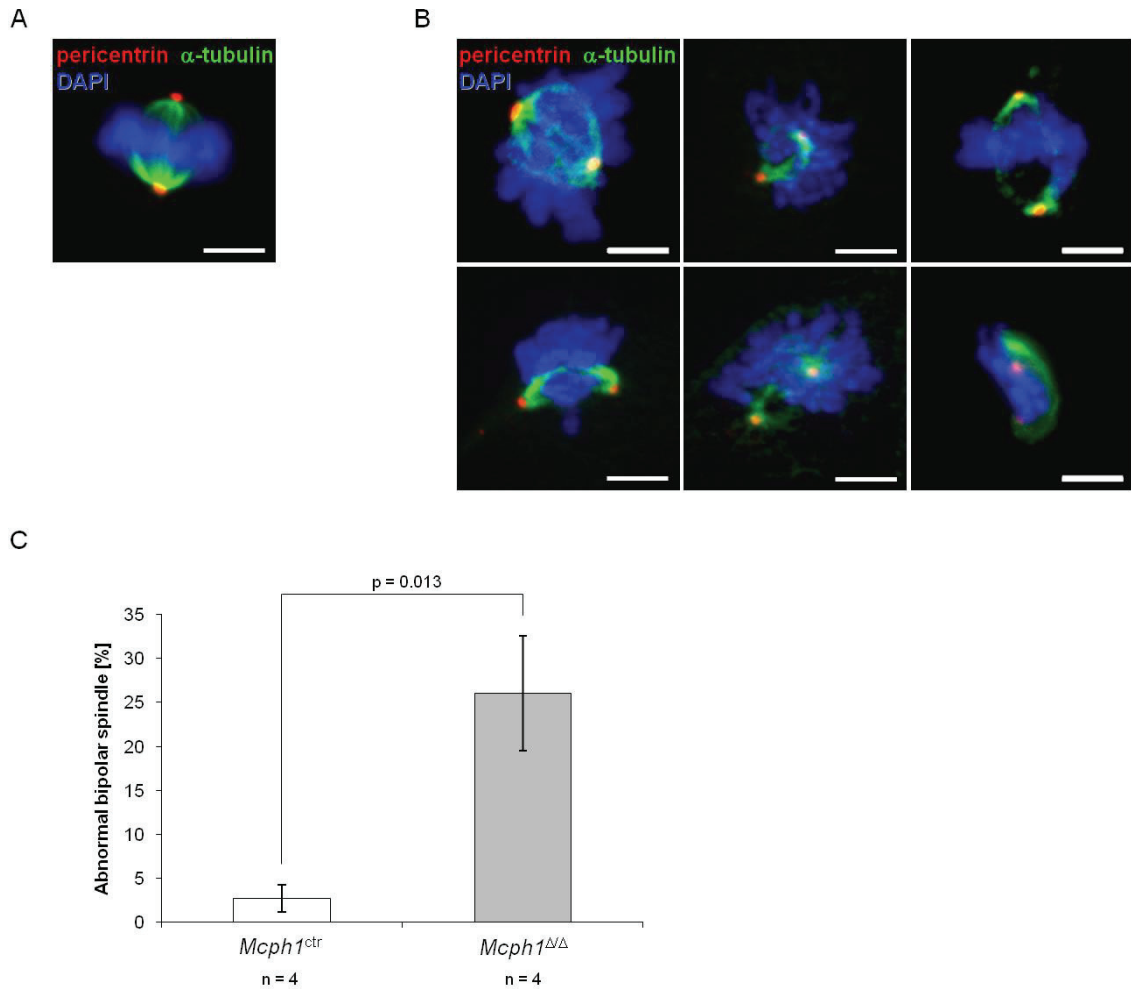 A
B
pericentrin α-tubulin
DAPI
pericentrin α-tubulin
DAPI
C
p = 0.013
Abnormal bipolar spindle [%]
35
30
25
20
15
10
5
0
Mcph1ctr
Mcph1Δ/Δ
n = 4
n = 4